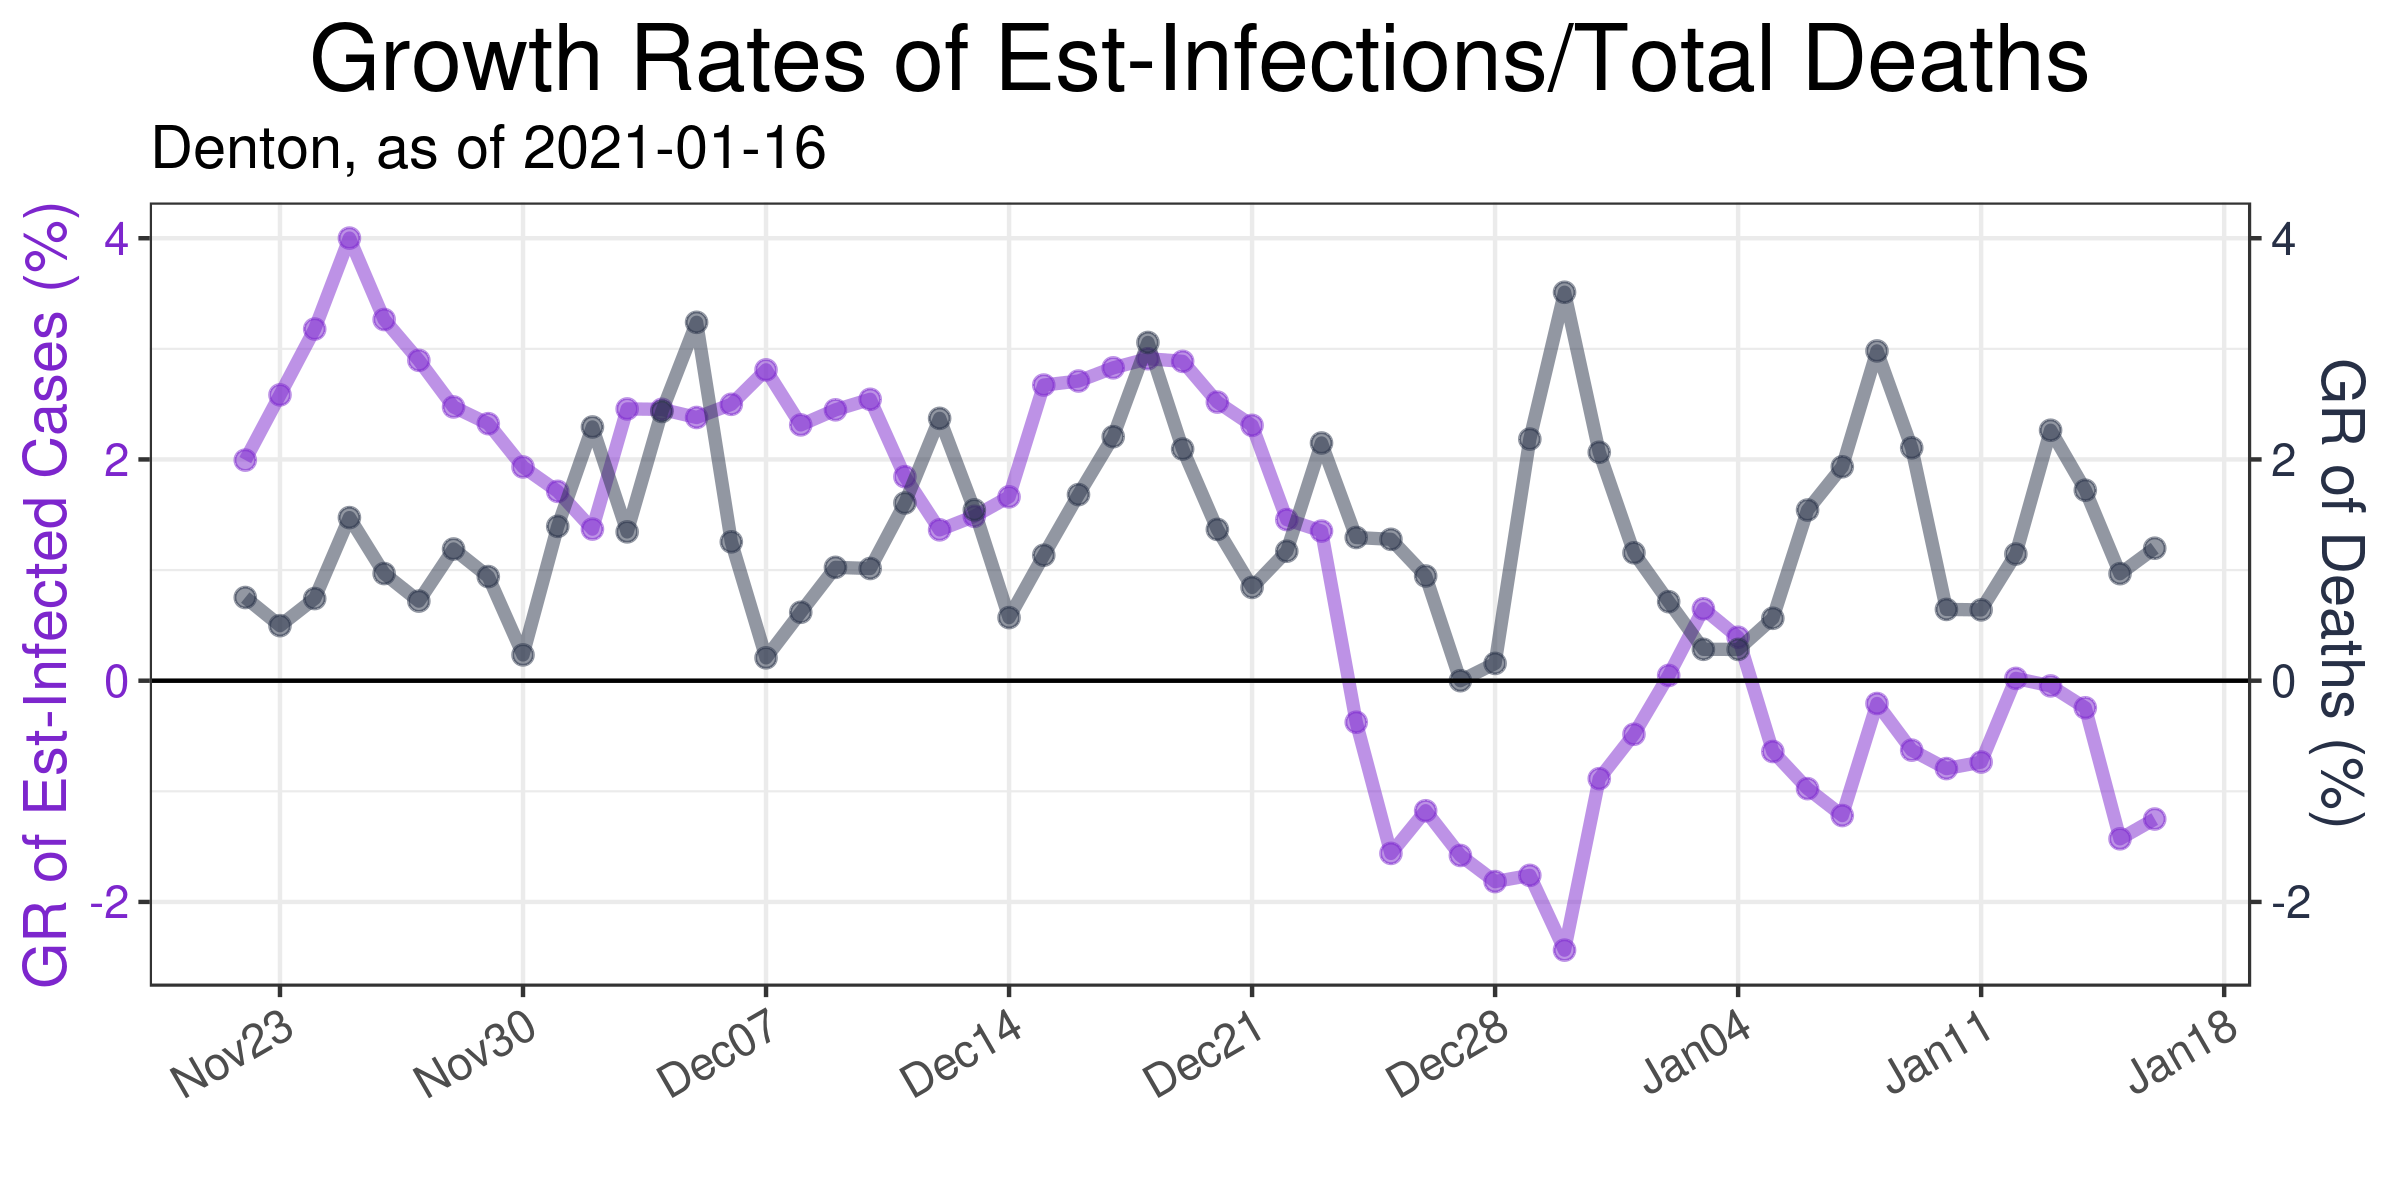 Growth Rates of Est-Infections/Total Deaths
Denton, as of 2021-01-16
GR of Est-Infected Cases (%)
4
2
0
-2
4
2
0
-2
GR of Deaths (%)
Nov23
Nov30
Dec07
Dec14
Dec21
Dec28
Jan04
Jan11
Jan18